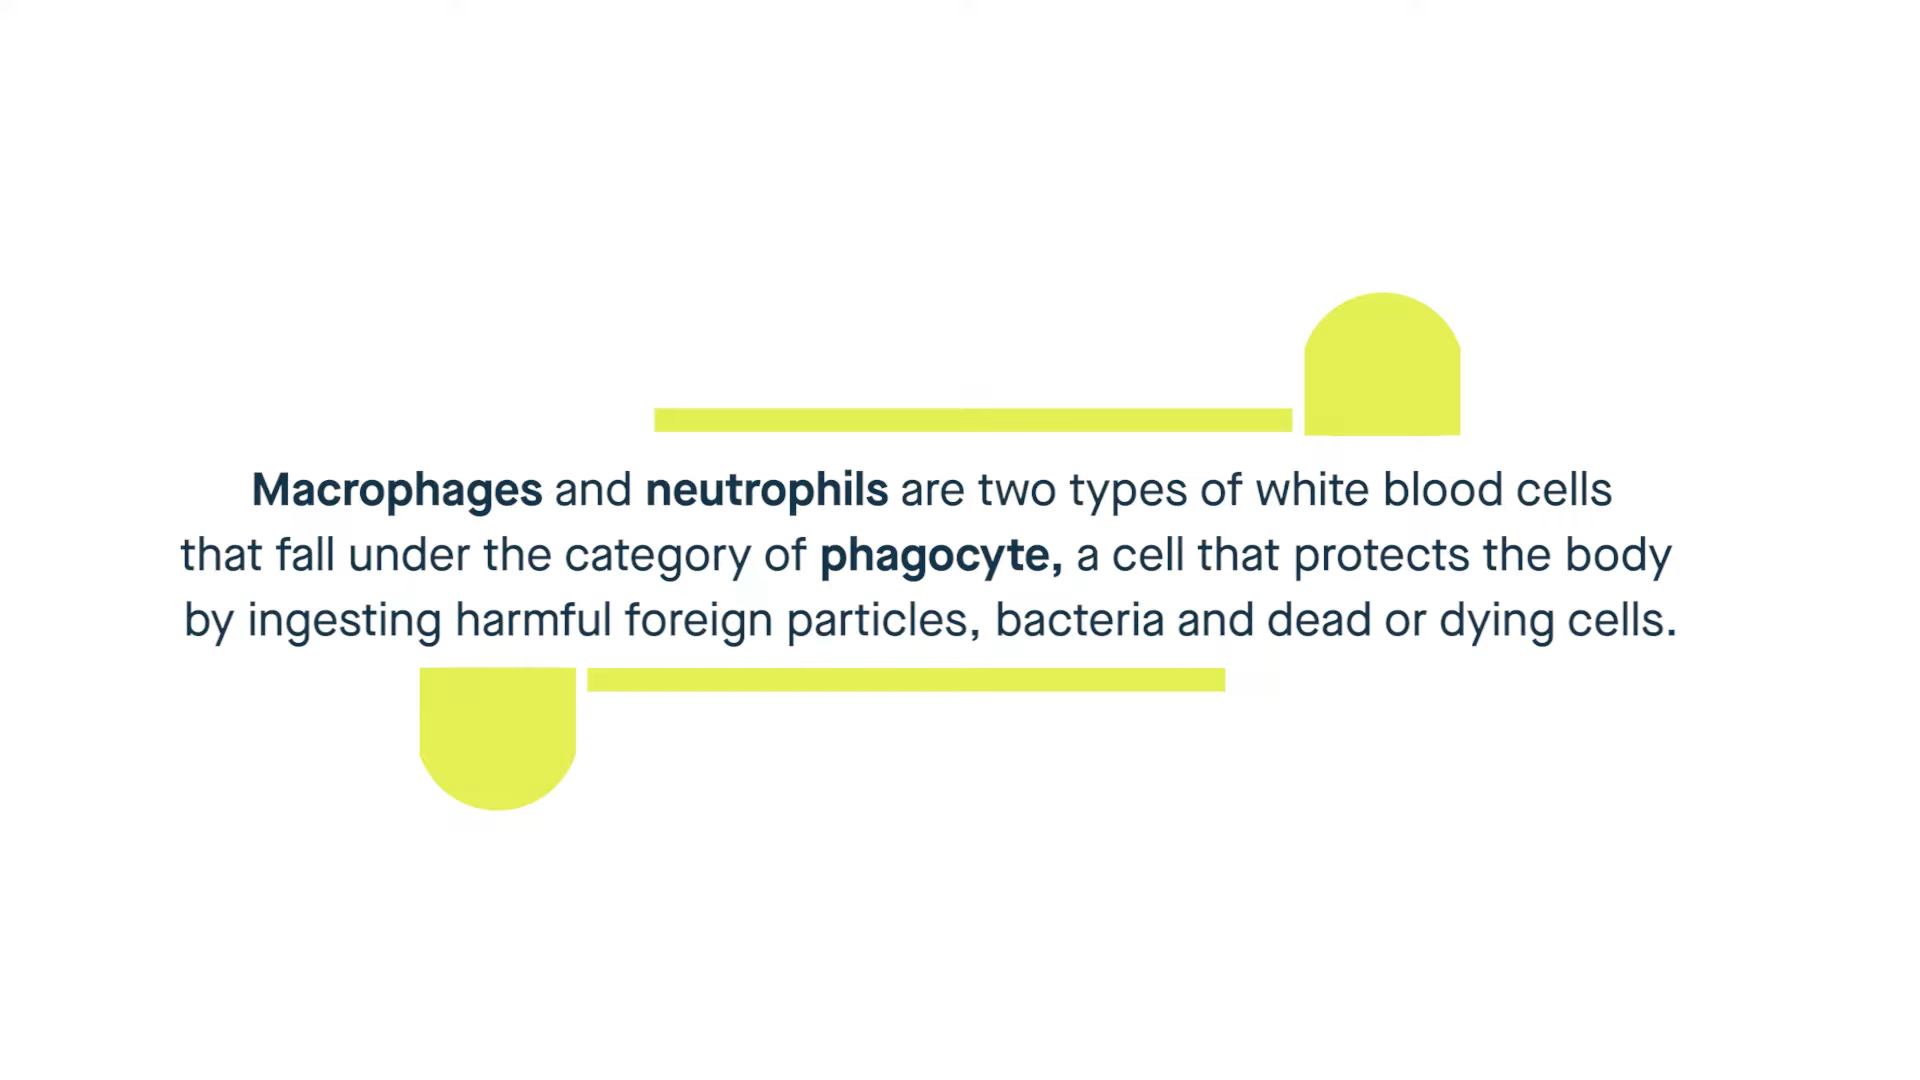 Macrophages and neutrophils are two types of white blood cells
that fall under the category of phagocyte, a cell that protects the body
by ingesting harmful foreign particles, bacteria and dead or dying cells.